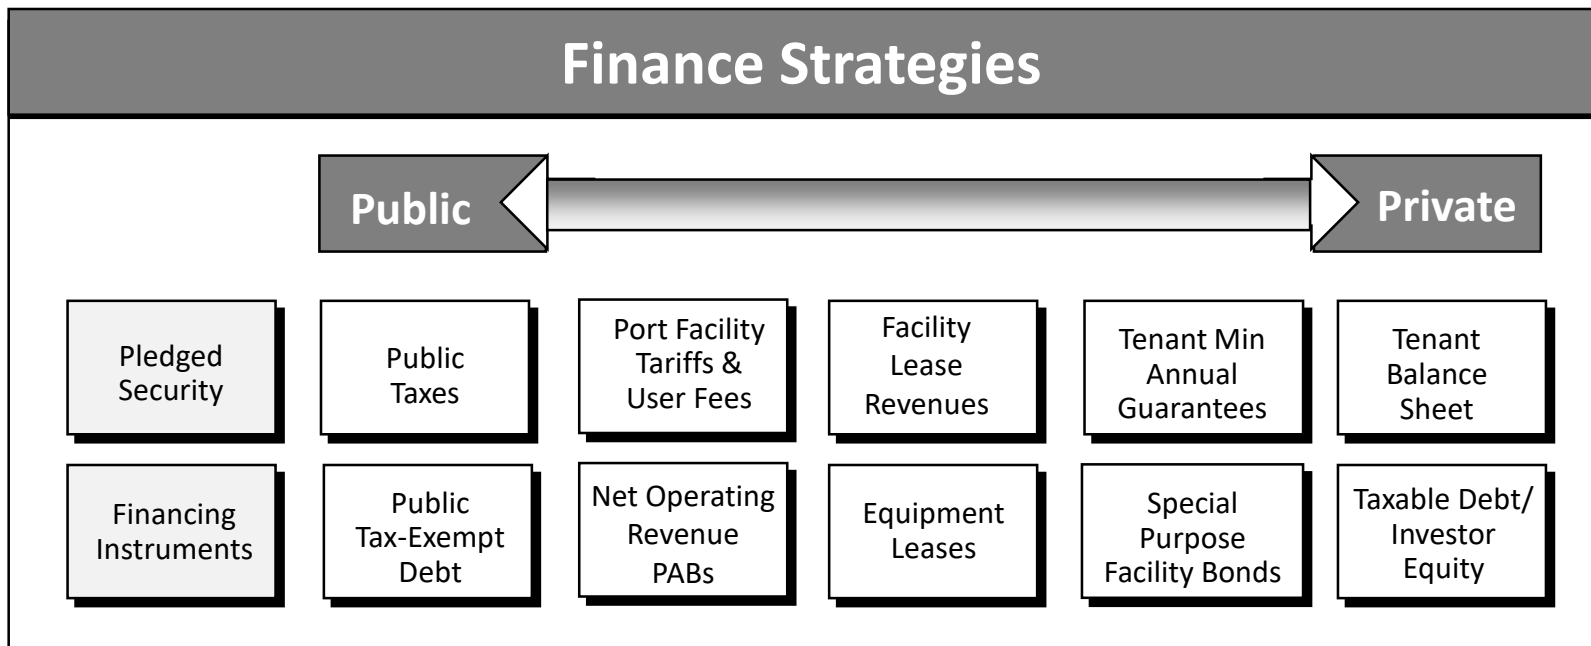 Finance Strategies
Public
Private
Pledged
Security
Public
Taxes
Port Facility
Tariffs &
User Fees
Facility
Lease
Revenues
Tenant Min
Annual
Guarantees
Tenant
Balance
Sheet
Financing
Instruments
Public
Tax-Exempt
Debt
Net Operating
Revenue
PABs
Equipment
Leases
Special
Purpose
Facility Bonds
Taxable Debt/
Investor
Equity